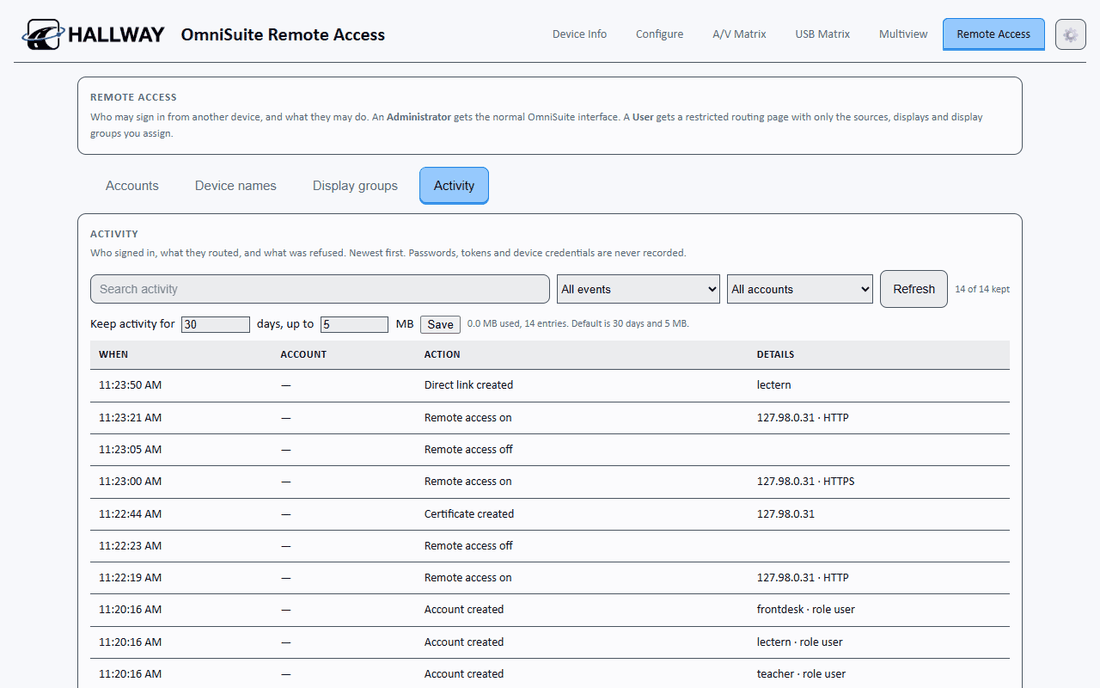 HALLWAY OmniSuite Remote Access Device Info Configure A/V Matrix USB Matrix Multiview Remote Access
REMOTE ACCESS
Who may sign in from another device, and what they may do. An Administrator gets the normal OmniSuite interface. A User gets a restricted routing page with only the sources, displays and display
groups you assign.
Accounts Device names Display groups Activity
ACTIVITY
Who signed in, what they routed, and what was refused. Newest first. Passwords, tokens and device credentials are never recorded.
Search activity All events All accounts Refresh 14 of 14 kept
Keep activity for 30 days, up to 5 MB Save 0.0 MB used, 14 entries. Default is 30 days and 5 MB.
WHEN ACCOUNT ACTION DETAILS
11:23:50 AM — Direct link created lectern
11:23:21 AM — Remote access on 127.98.0.31 · HTTP
11:23:05 AM — Remote access off
11:23:00 AM — Remote access on 127.98.0.31 · HTTPS
11:22:44 AM — Certificate created 127.98.0.31
11:22:23 AM — Remote access off
11:22:19 AM — Remote access on 127.98.0.31 · HTTP
11:20:16 AM — Account created frontdesk · role user
11:20:16 AM — Account created lectern · role user
11:20:16 AM — Account created teacher · role user